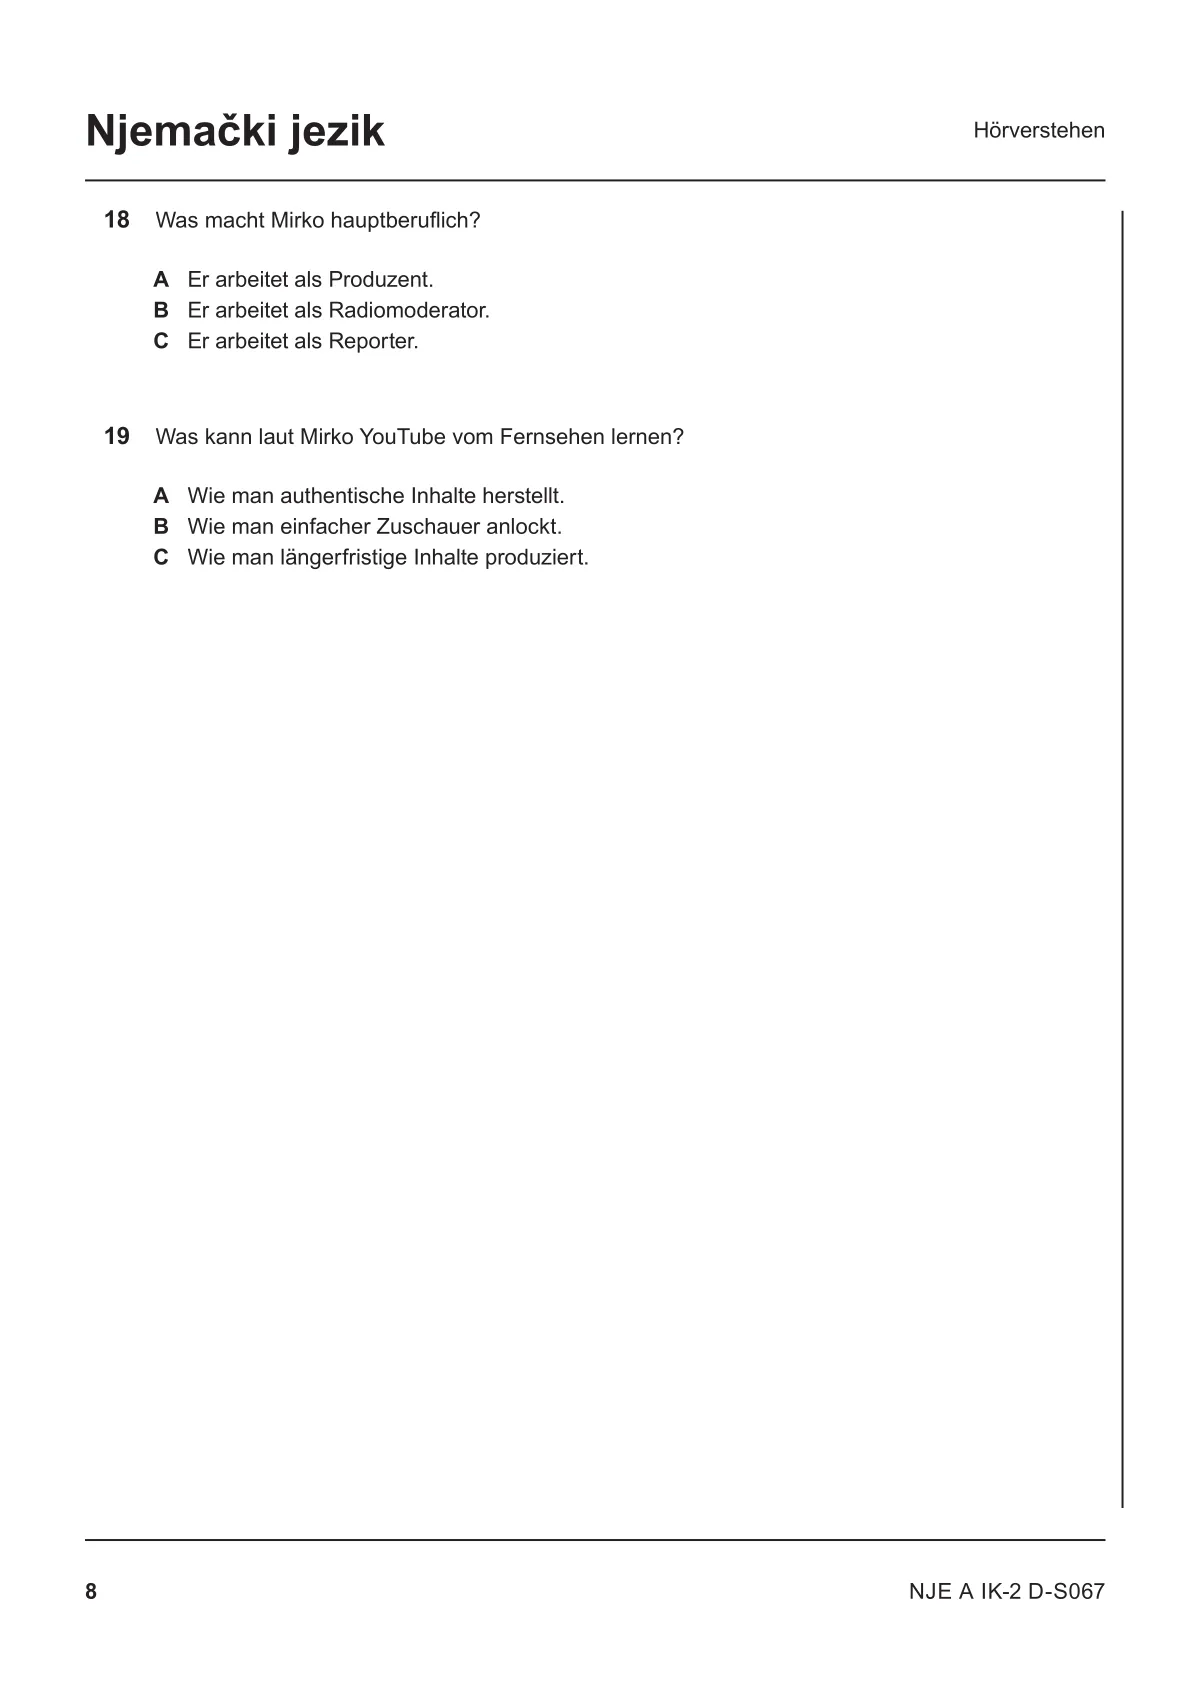 Njemački jezik
Hörverstehen
18 Was macht Mirko hauptberuflich?
A Er arbeitet als Produzent.
B Er arbeitet als Radiomoderator.
C Er arbeitet als Reporter.
19 Was kann laut Mirko YouTube vom Fernsehen lernen?
A Wie man authentische Inhalte herstellt.
B Wie man einfacher Zuschauer anlockt.
C Wie man längerfristige Inhalte produziert.
8
NJE A IK-2 D-S067